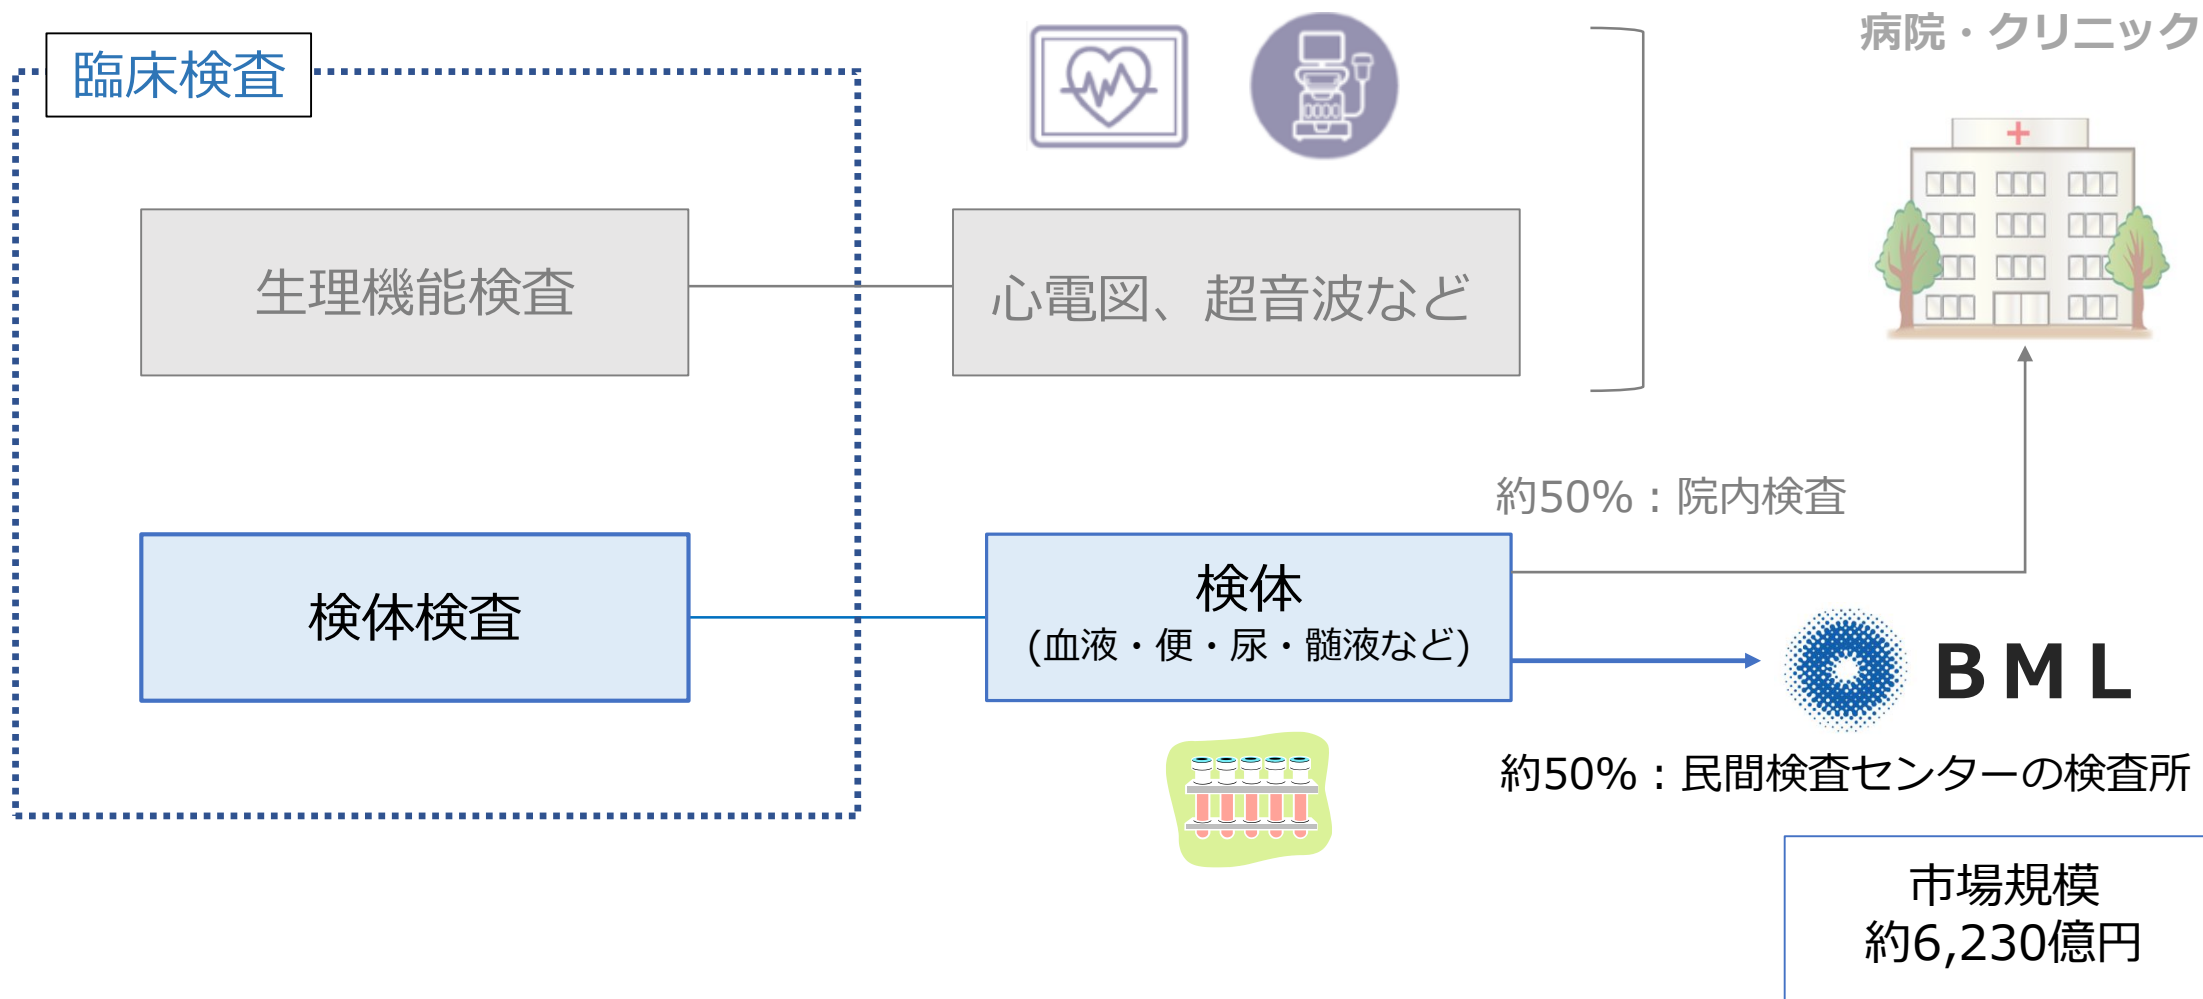 病院・クリニック
臨床検査
生理機能検査
心電図、超音波など
約50%：院内検査
検体検査
検体
(血液・便・尿・髄液など)
BML
約50%：民間検査センターの検査所
市場規模
約6,230億円